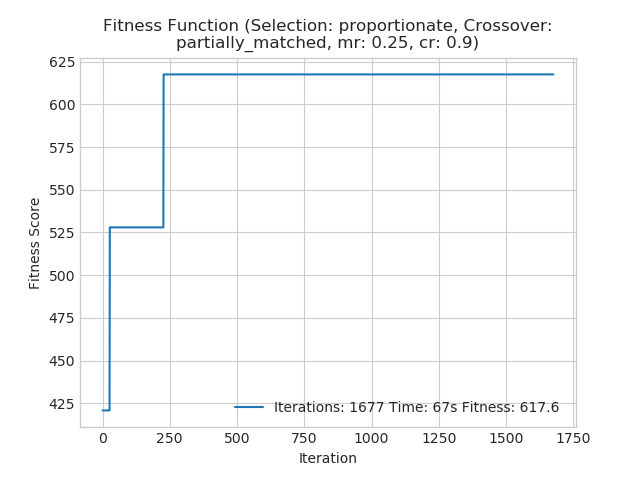 Fitness Function (Selection: proportionate, Crossover:
partially_matched, mr: 0.25, cr: 0.9)
625
600
575
550
525
500
475
450
425
Fitness Score
Iterations: 1677 Time: 67s Fitness: 617.6
0 250 500 750 1000 1250 1500 1750
Iteration